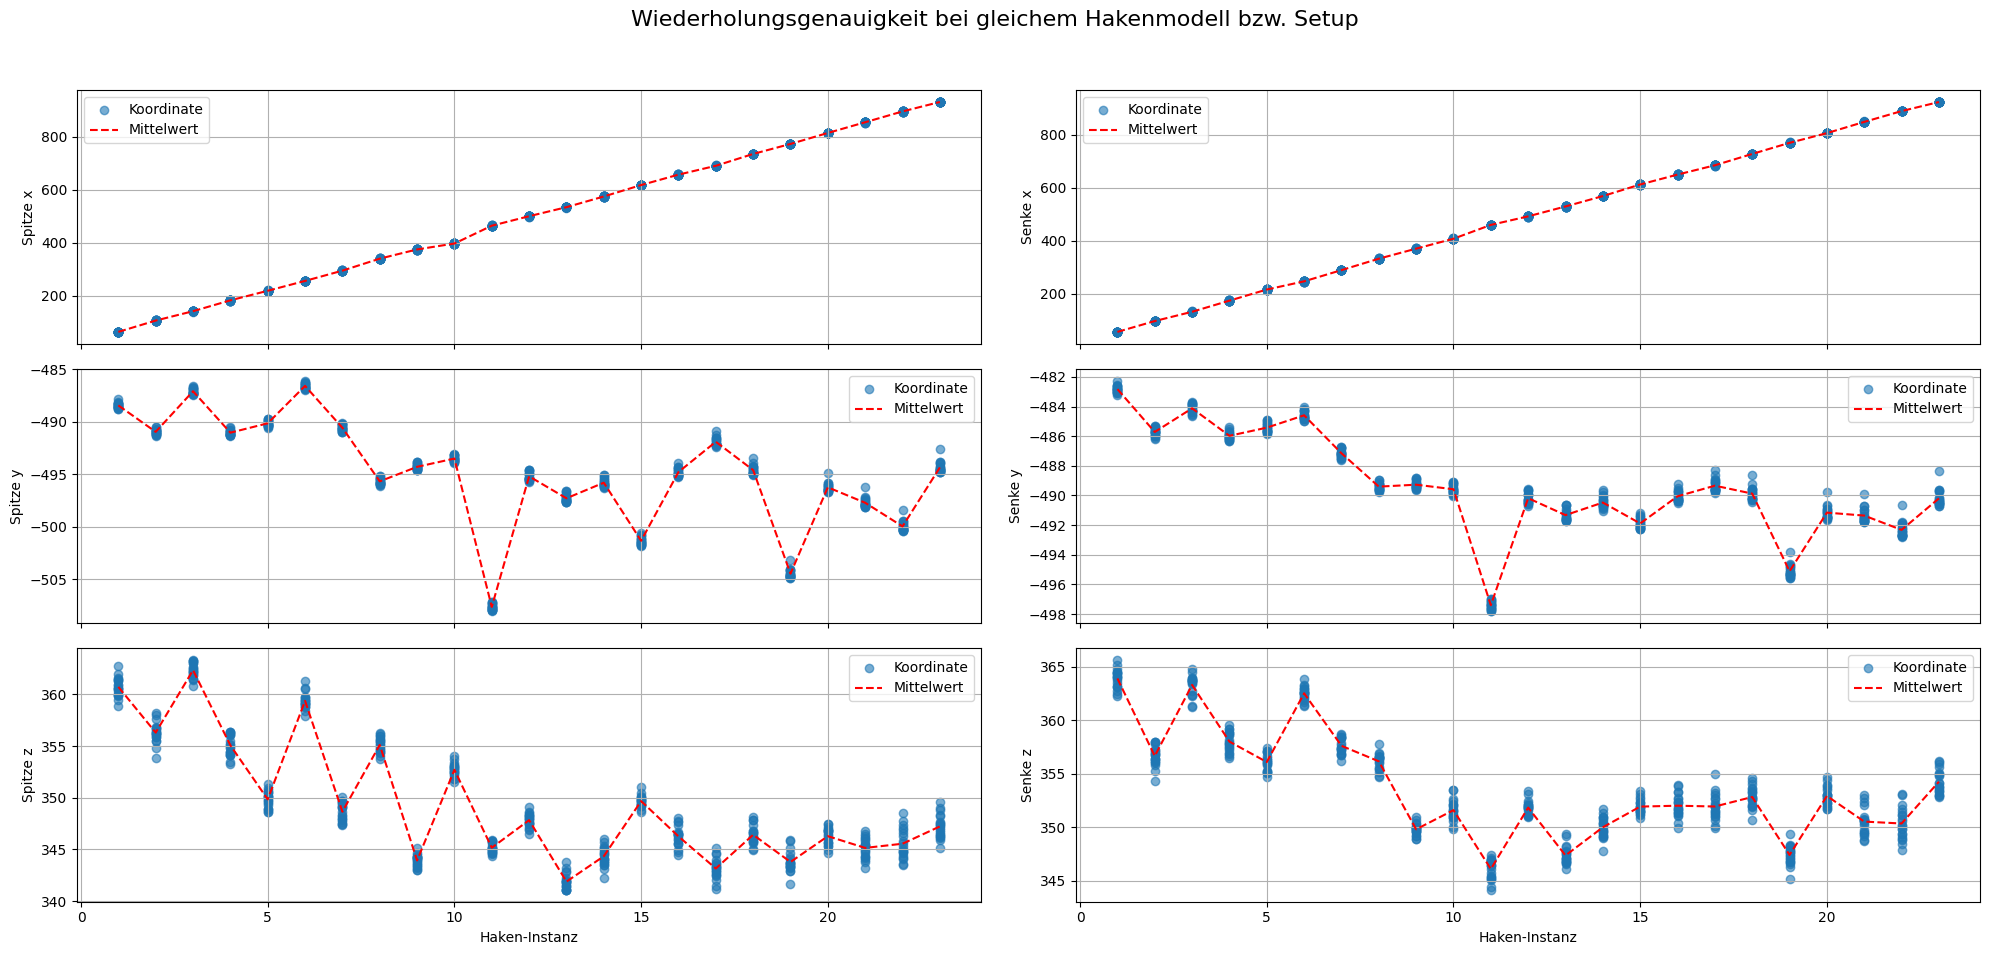 Wiederholungsgenauigkeit bei gleichem Hakenmodell bzw. Setup
Koordinate
Mittelwert
Spitze x
800
600
400
200
Koordinate
Mittelwert
Senke x
800
600
400
200
Koordinate
Mittelwert
Spitze y
−485
−490
−495
−500
−505
Koordinate
Mittelwert
Senke y
−482
−484
−486
−488
−490
−492
−494
−496
−498
Koordinate
Mittelwert
Spitze z
360
355
350
345
340
0 5 10 15 20
Haken-Instanz
Koordinate
Mittelwert
Senke z
365
360
355
350
345
0 5 10 15 20
Haken-Instanz